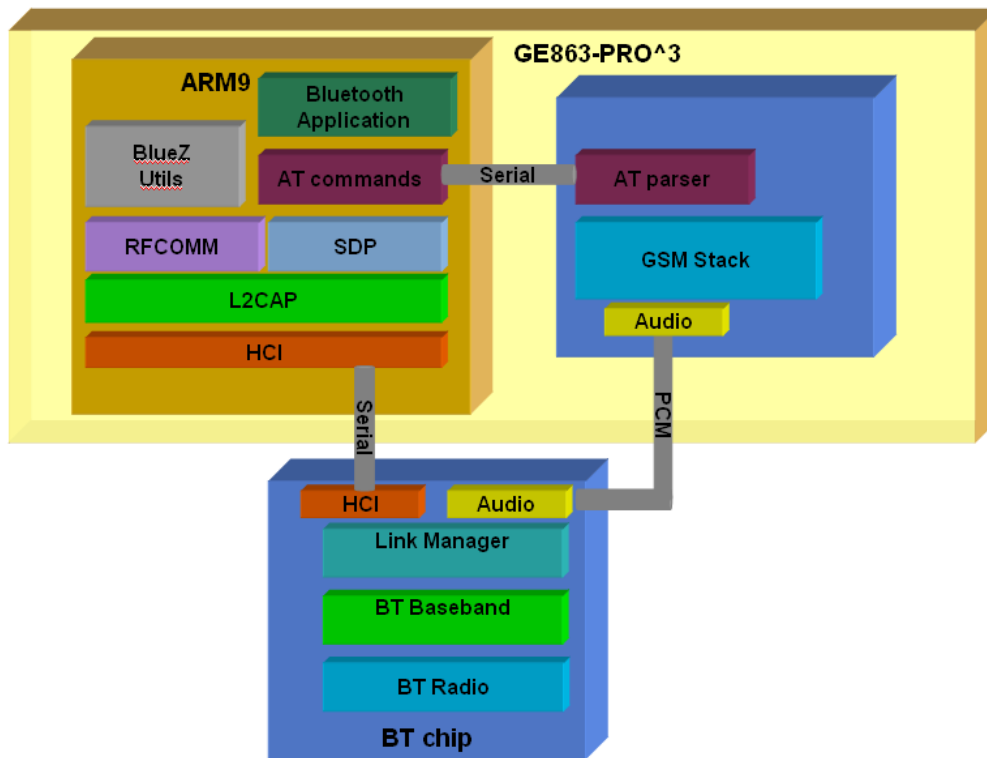 GE863-PRO^3
ARM9
Bluetooth
Application
BlueZ
Utils
AT commands
Serial
AT parser
RFCOMM
SDP
GSM Stack
L2CAP
Audio
HCI
Serial
PCM
HCI
Audio
Link Manager
BT Baseband
BT Radio
BT chip